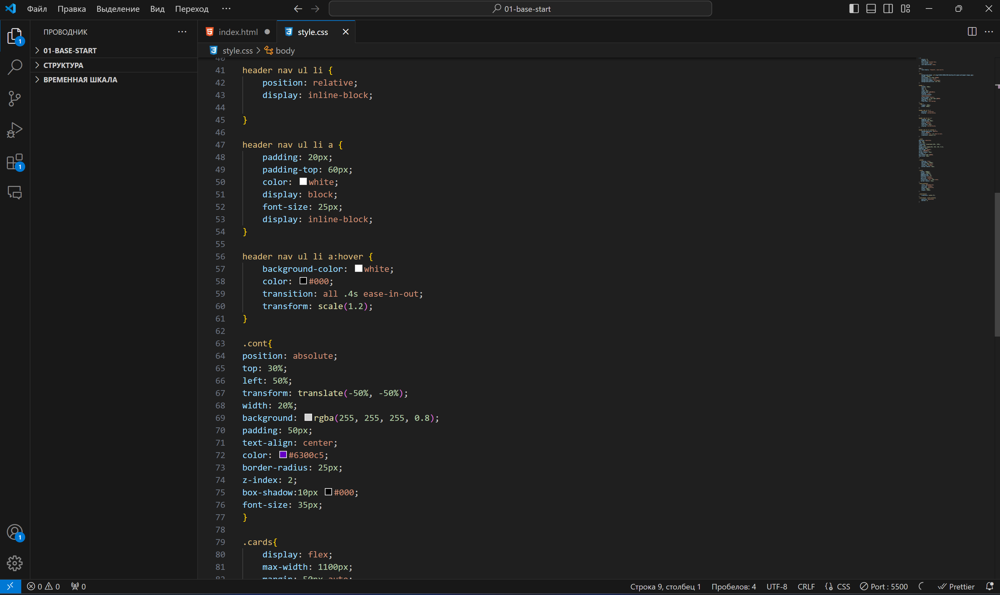 Файл Правка Выделение Вид Переход ··· 01-base-start
ПРОВОДНИК
01-BASE-START
СТРУКТУРА
ВРЕМЕННАЯ ШКАЛА
1
1
1
index.html style.css
style.css > body
40
41 header nav ul li {
42 position: relative;
43 display: inline-block;
44
45 }
46
47 header nav ul li a {
48 padding: 20px;
49 padding-top: 60px;
50 color: white;
51 display: block;
52 font-size: 25px;
53 display: inline-block;
54 }
55
56 header nav ul li a:hover {
57 background-color: white;
58 color: #000;
59 transition: all .4s ease-in-out;
60 transform: scale(1.2);
61 }
62
63 .cont{
64 position: absolute;
65 top: 30%;
66 left: 50%;
67 transform: translate(-50%, -50%);
68 width: 20%;
69 background: rgba(255, 255, 255, 0.8);
70 padding: 50px;
71 text-align: center;
72 color: #6300c5;
73 border-radius: 25px;
74 z-index: 2;
75 box-shadow:10px #000;
76 font-size: 35px;
77 }
78
79 .cards{
80 display: flex;
81 max-width: 1100px;
82 margin: 50px auto;
0 0 0 Строка 9, столбец 1 Пробелов: 4 UTF-8 CRLF CSS Port : 5500 Prettier